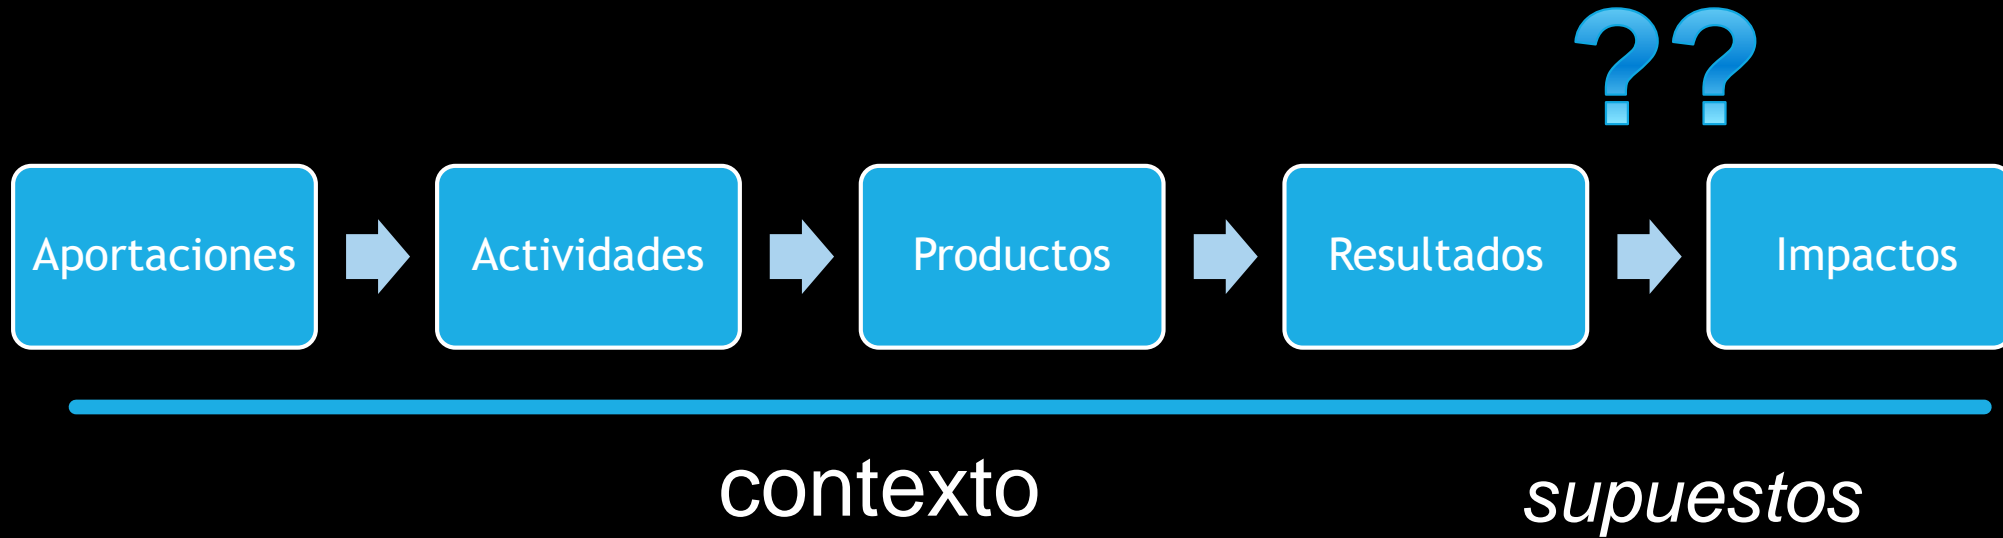 ??
Aportaciones
Actividades
Productos
Resultados
Impactos
contexto
supuestos